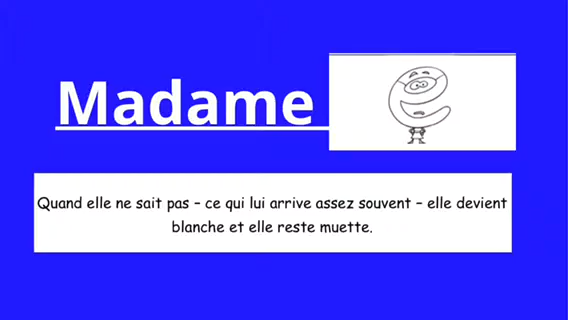 Madame
Quand elle ne sait pas – ce qui lui arrive assez souvent – elle devient
blanche et elle reste muette.